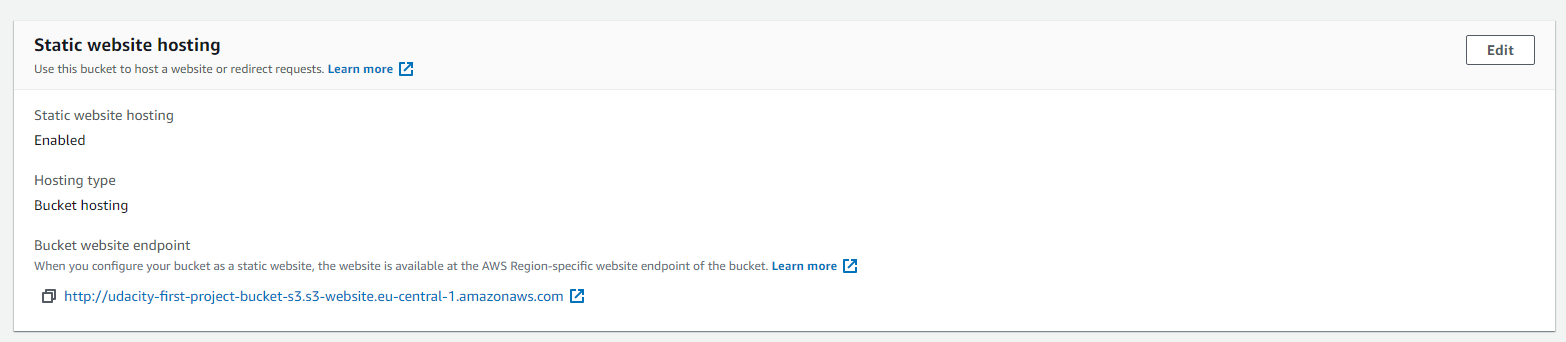 Static website hosting
Edit
Use this bucket to host a website or redirect requests. Learn more
Static website hosting
Enabled
Hosting type
Bucket hosting
Bucket website endpoint
When you configure your bucket as a static website, the website is available at the AWS Region-specific website endpoint of the bucket. Learn more
http://udacity-first-project-bucket-s3.s3-website.eu-central-1.amazonaws.com